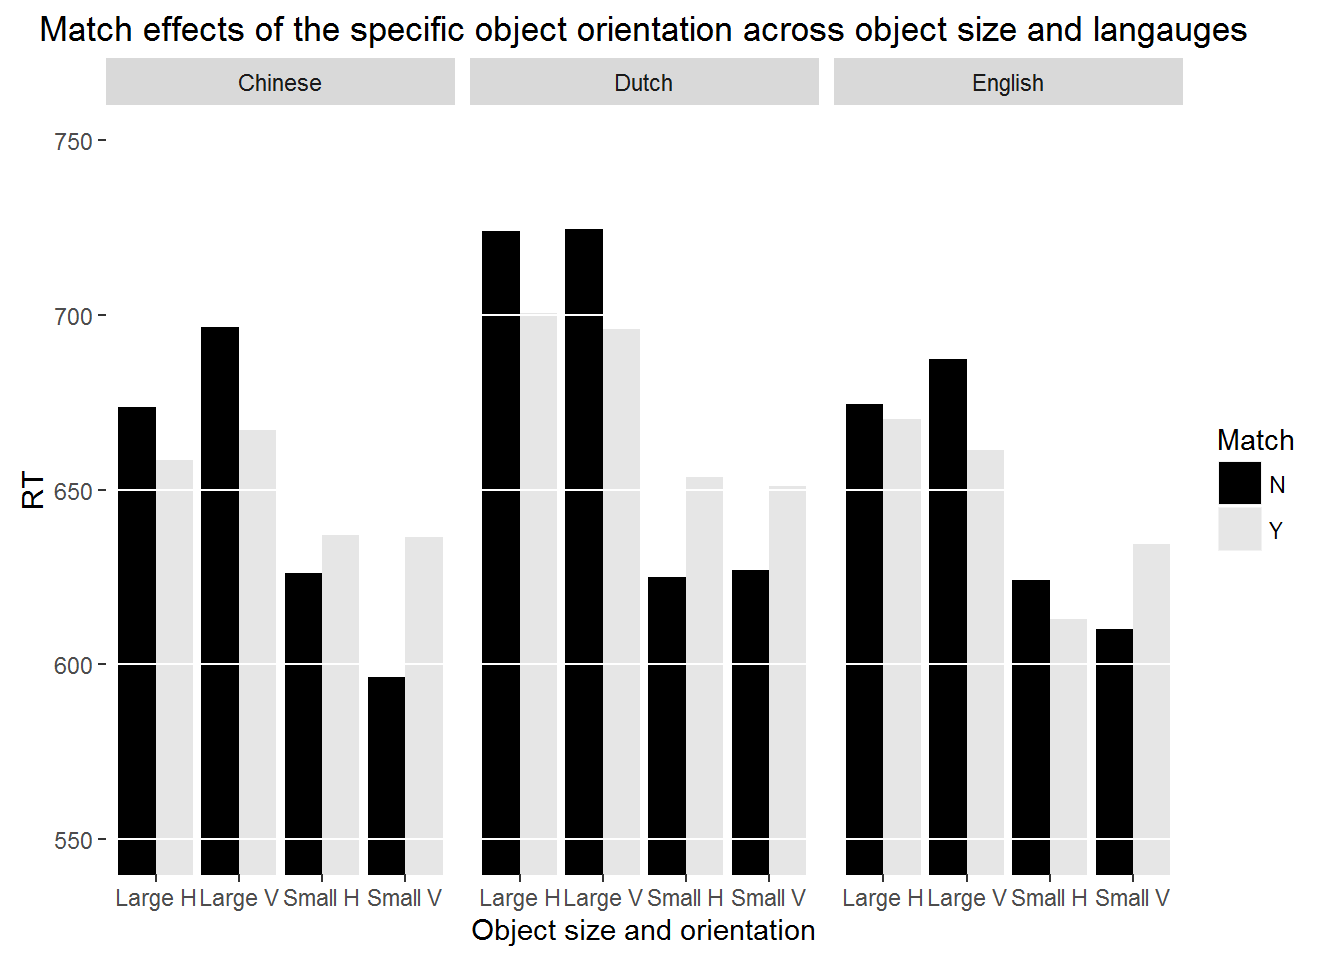 Match effects of the specific object orientation across object size and langauges
Chinese Dutch English
750
700
650
600
550
RT
Large H Large V Small H Small V Large H Large V Small H Small V Large H Large V Small H Small V
Object size and orientation
Match
N
Y